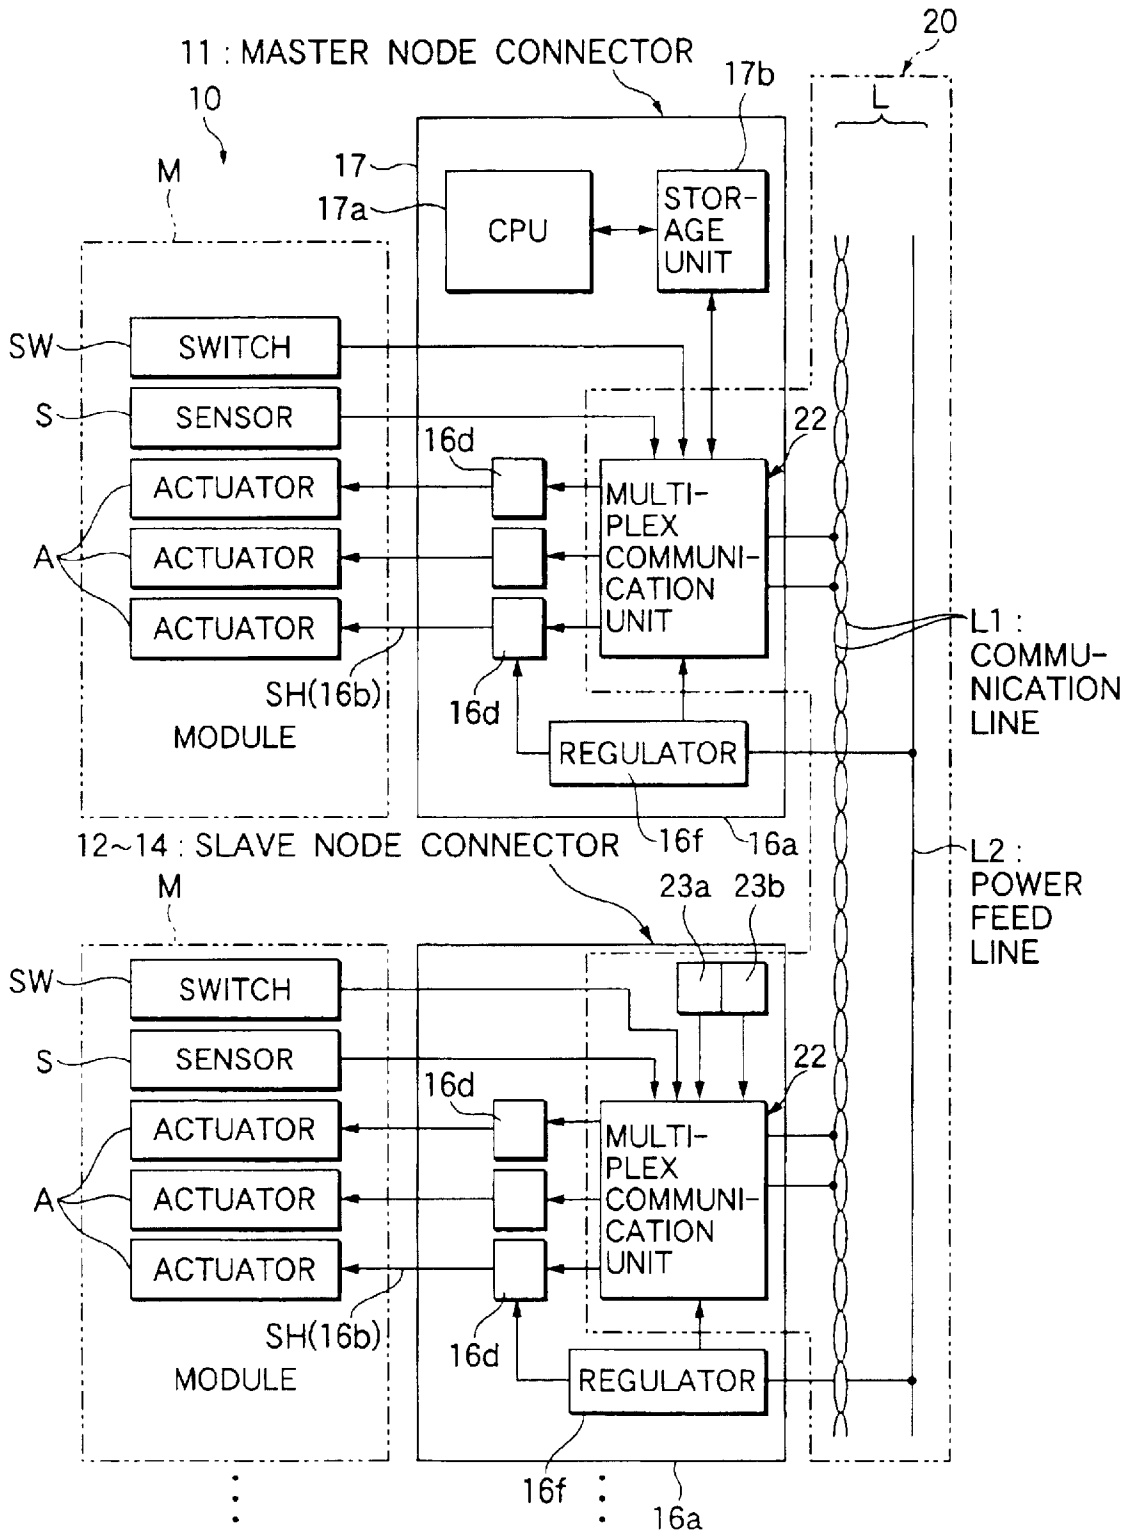 20
11 : MASTER NODE CONNECTOR
17b
L
10
17
M
17a
CPU
STOR-
AGE
UNIT
SW
SWITCH
S
SENSOR
22
16d
ACTUATOR
MULTI-
PLEX
COMMUNI-
CATION
UNIT
A
ACTUATOR
ACTUATOR
L1 :
COMMU-
NICATION
LINE
SH(16b)
16d
MODULE
REGULATOR
16f
16a
12~14 : SLAVE NODE CONNECTOR
L2 :
POWER
FEED
LINE
M
23a
23b
SW
SWITCH
S
SENSOR
22
16d
ACTUATOR
MULTI-
PLEX
COMMUNI-
CATION
UNIT
A
ACTUATOR
ACTUATOR
SH(16b)
16d
MODULE
REGULATOR
16f
16a